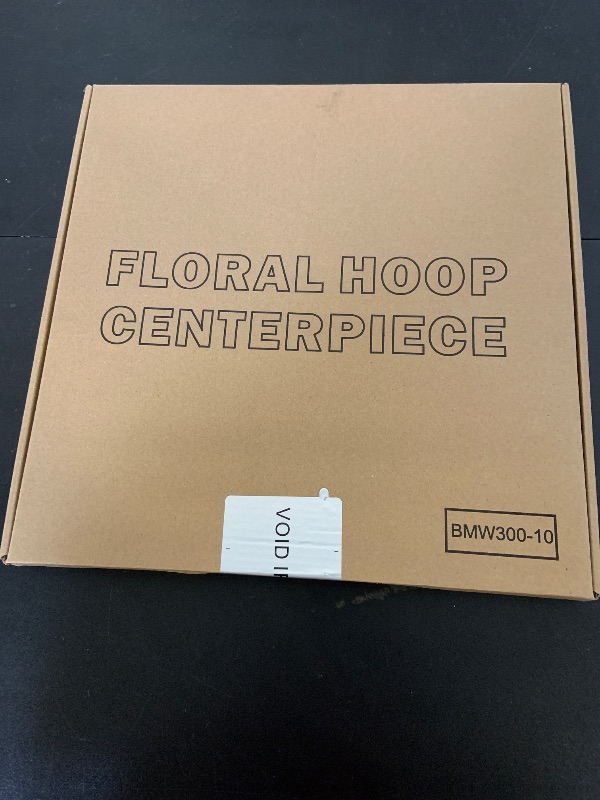 FLORAL HOOP
CENTERPIECE
VOID
BMW300-10